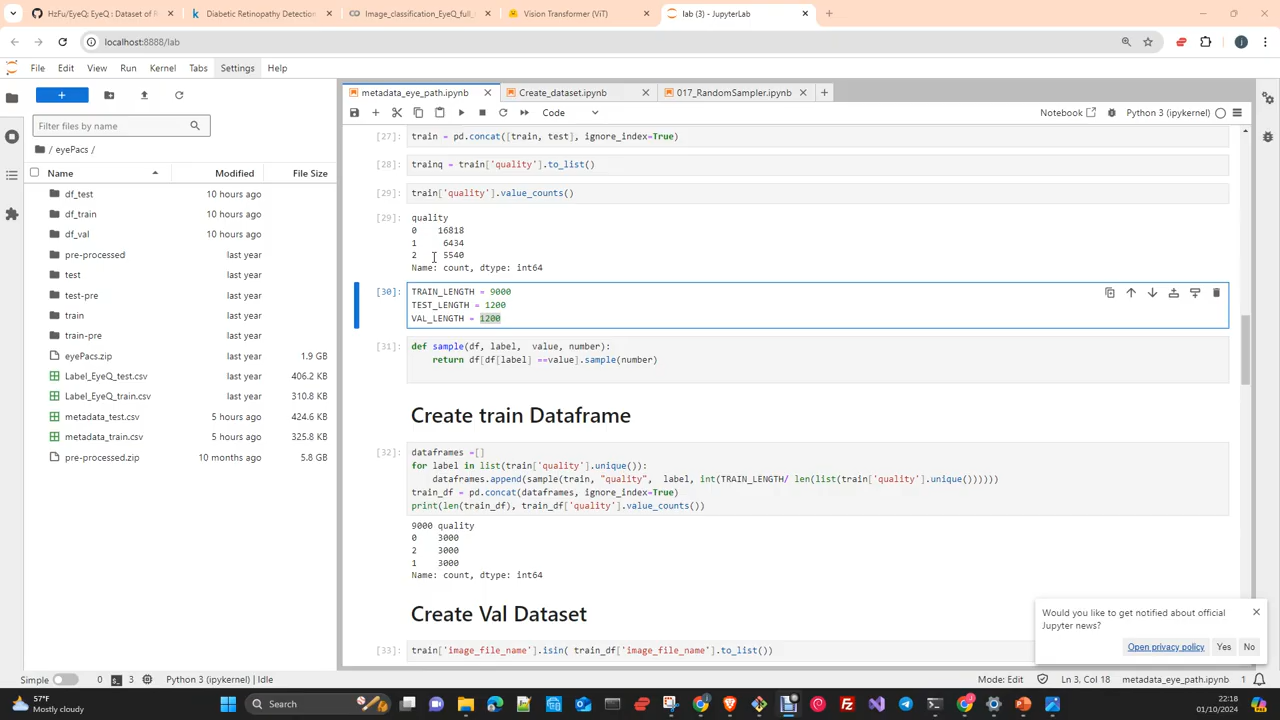 HzFu/EyeQ: EyeQ : Dataset of R
Diabetic Retinopathy Detection
Image_classification_EyeQ_full_
Vision Transformer (ViT)
lab (3) - JupyterLab
localhost:8888/lab
File Edit View Run Kernel Tabs Settings Help
Filter files by name
/ eyePacs /
Name Modified File Size
df_test 10 hours ago
df_train 10 hours ago
df_val 10 hours ago
pre-processed last year
test last year
test-pre last year
train last year
train-pre last year
eyePacs.zip last year 1.9 GB
Label_EyeQ_test.csv last year 406.2 KB
Label_EyeQ_train.csv last year 310.8 KB
metadata_test.csv 5 hours ago 424.6 KB
metadata_train.csv 5 hours ago 325.8 KB
pre-processed.zip 10 months ago 5.8 GB
metadata_eye_path.ipynb Create_dataset.ipynb 017_RandomSampler.ipynb
Code Notebook Python 3 (ipykernel)
[27]: train = pd.concat([train, test], ignore_index=True)
[28]: trainq = train['quality'].to_list()
[29]: train['quality'].value_counts()
[29]: quality
0 16818
1 6434
2 5540
Name: count, dtype: int64
[30]: TRAIN_LENGTH = 9000
TEST_LENGTH = 1200
VAL_LENGTH = 1200
[31]: def sample(df, label, value, number):
return df[df[label] ==value].sample(number)
Create train Dataframe
[32]: dataframes =[]
for label in list(train['quality'].unique()):
dataframes.append(sample(train, "quality", label, int(TRAIN_LENGTH/ len(list(train['quality'].unique())))))
train_df = pd.concat(dataframes, ignore_index=True)
print(len(train_df), train_df['quality'].value_counts())
9000 quality
0 3000
2 3000
1 3000
Name: count, dtype: int64
Create Val Dataset
[33]: train['image_file_name'].isin( train_df['image_file_name'].to_list())
Would you like to get notified about official
Jupyter news?
Open privacy policy Yes No
Simple 0 3 Python 3 (ipykernel) | Idle Mode: Edit Ln 3, Col 18 metadata_eye_path.ipynb 1
57°F
Mostly cloudy
Search
22:18
01/10/2024